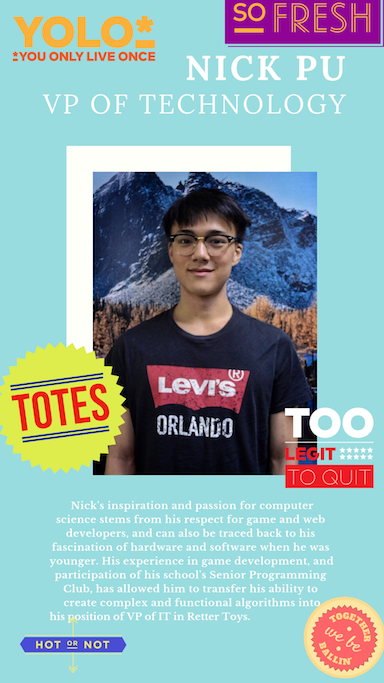 YOLO!
*YOU ONLY LIVE ONCE
SO FRESH
NICK PU
VP OF TECHNOLOGY
LEVI'S®
ORLANDO
TOTES
TOO
LEGIT
TO QUIT
Nick's inspiration and passion for computer
science stems from his respect for game and web
developers, and can also be traced back to his
fascination of hardware and software when he was
younger. His experience in game development, and
participation of his school's Senior Programming
Club, has allowed him to transfer his ability to
create complex and functional algorithms into
his position of VP of IT in Retter Toys.
HOT OR NOT
TOGETHER
we be
BALLIN'